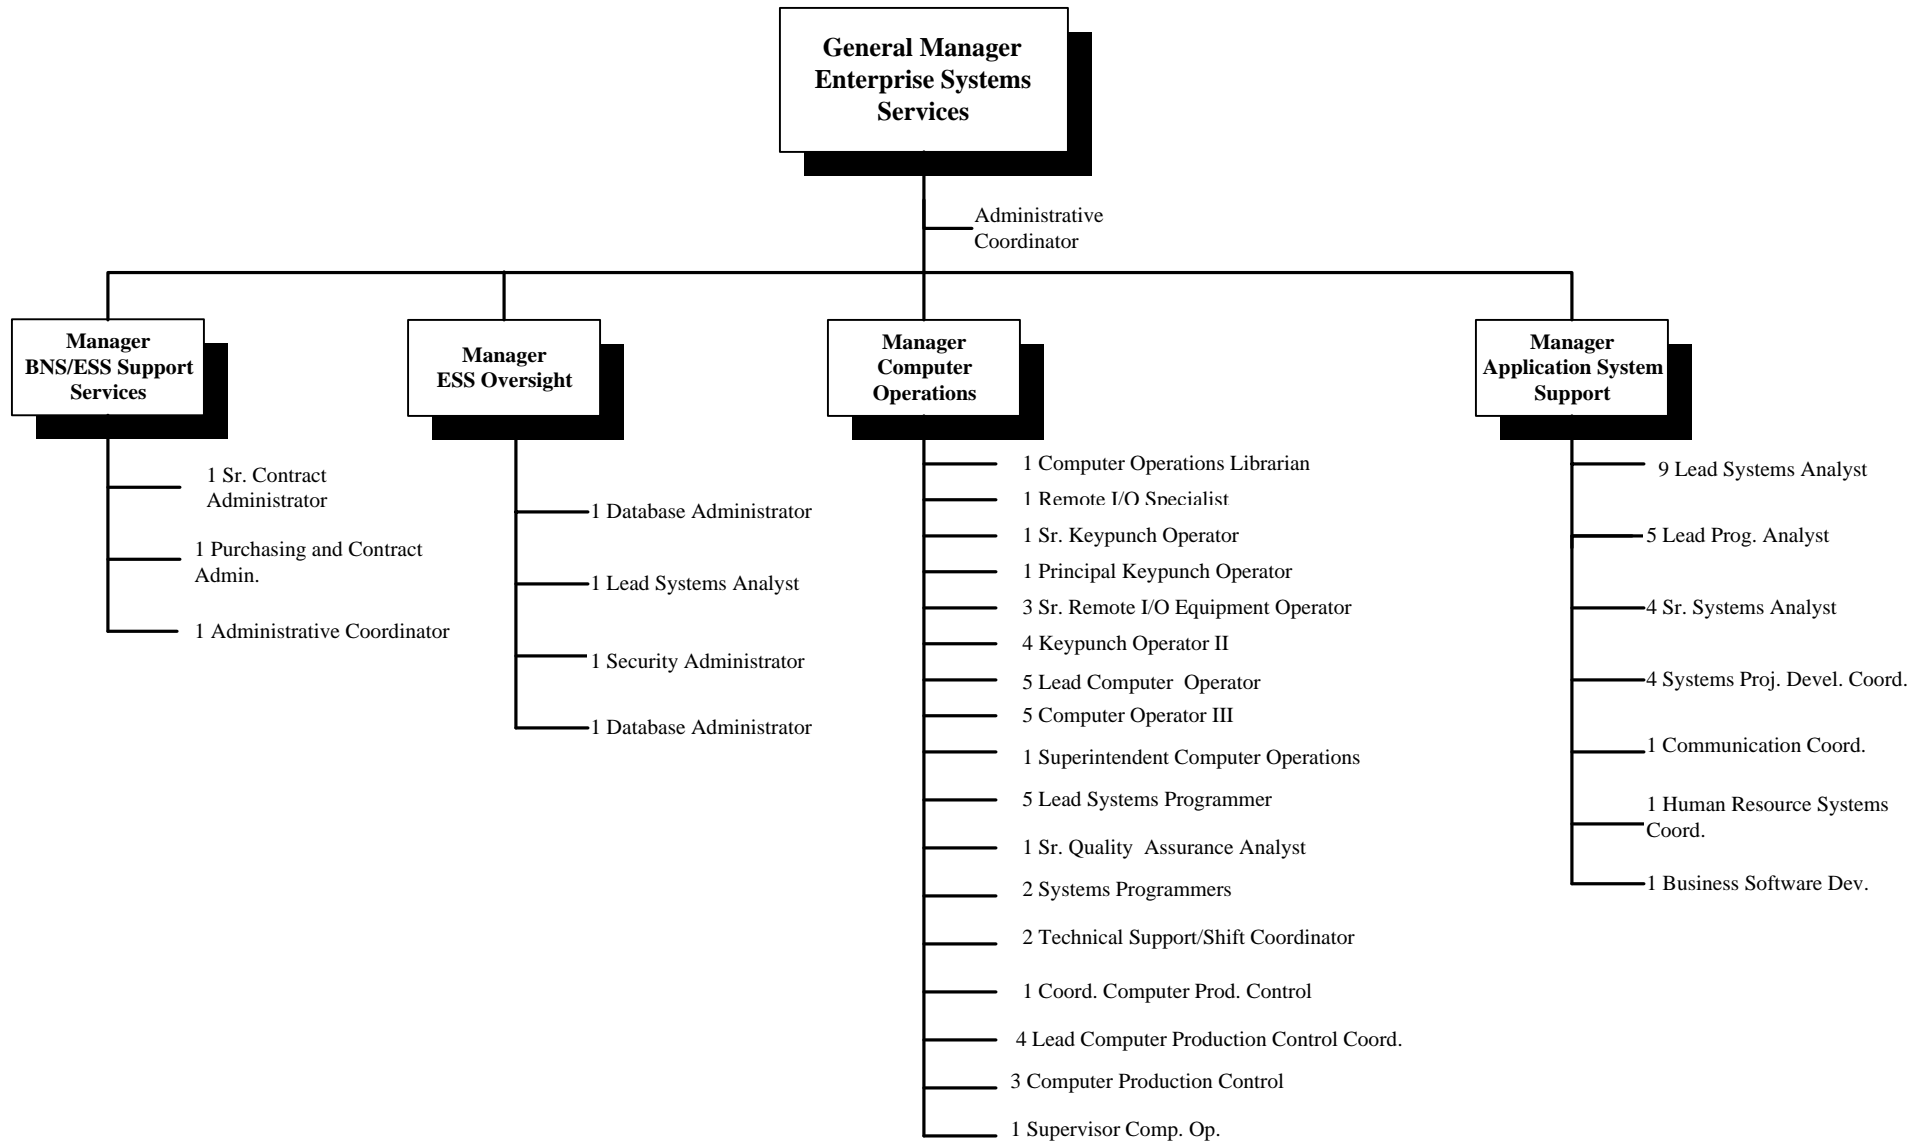 General Manager
Enterprise Systems
Services
Administrative
Coordinator
Manager
BNS/ESS Support
Services
1 Sr. Contract
Administrator
1 Purchasing and Contract
Admin.
1 Administrative Coordinator
Manager
ESS Oversight
1 Database Administrator
1 Lead Systems Analyst
1 Security Administrator
1 Database Administrator
Manager
Computer
Operations
1 Computer Operations Librarian
1 Remote I/O Specialist
1 Sr. Keypunch Operator
1 Principal Keypunch Operator
3 Sr. Remote I/O Equipment Operator
4 Keypunch Operator II
5 Lead Computer  Operator
5 Computer Operator III
1 Superintendent Computer Operations
5 Lead Systems Programmer
1 Sr. Quality  Assurance Analyst
2 Systems Programmers
2 Technical Support/Shift Coordinator
1 Coord. Computer Prod. Control
4 Lead Computer Production Control Coord.
3 Computer Production Control
1 Supervisor Comp. Op.
Manager
Application System
Support
9 Lead Systems Analyst
5 Lead Prog. Analyst
4 Sr. Systems Analyst
4 Systems Proj. Devel. Coord.
1 Communication Coord.
1 Human Resource Systems
Coord.
1 Business Software Dev.